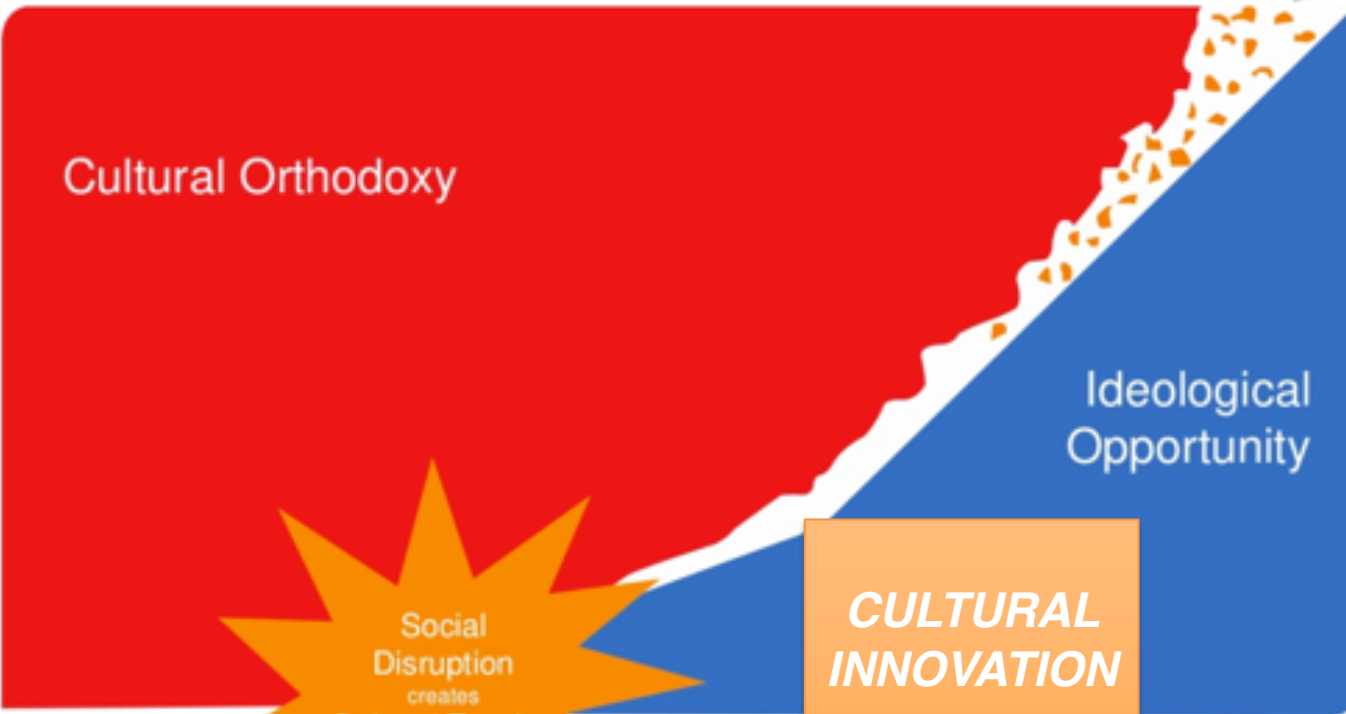 Cultural Orthodoxy
Ideological
Opportunity
Social
Disruption
creates
CULTURAL
INNOVATION